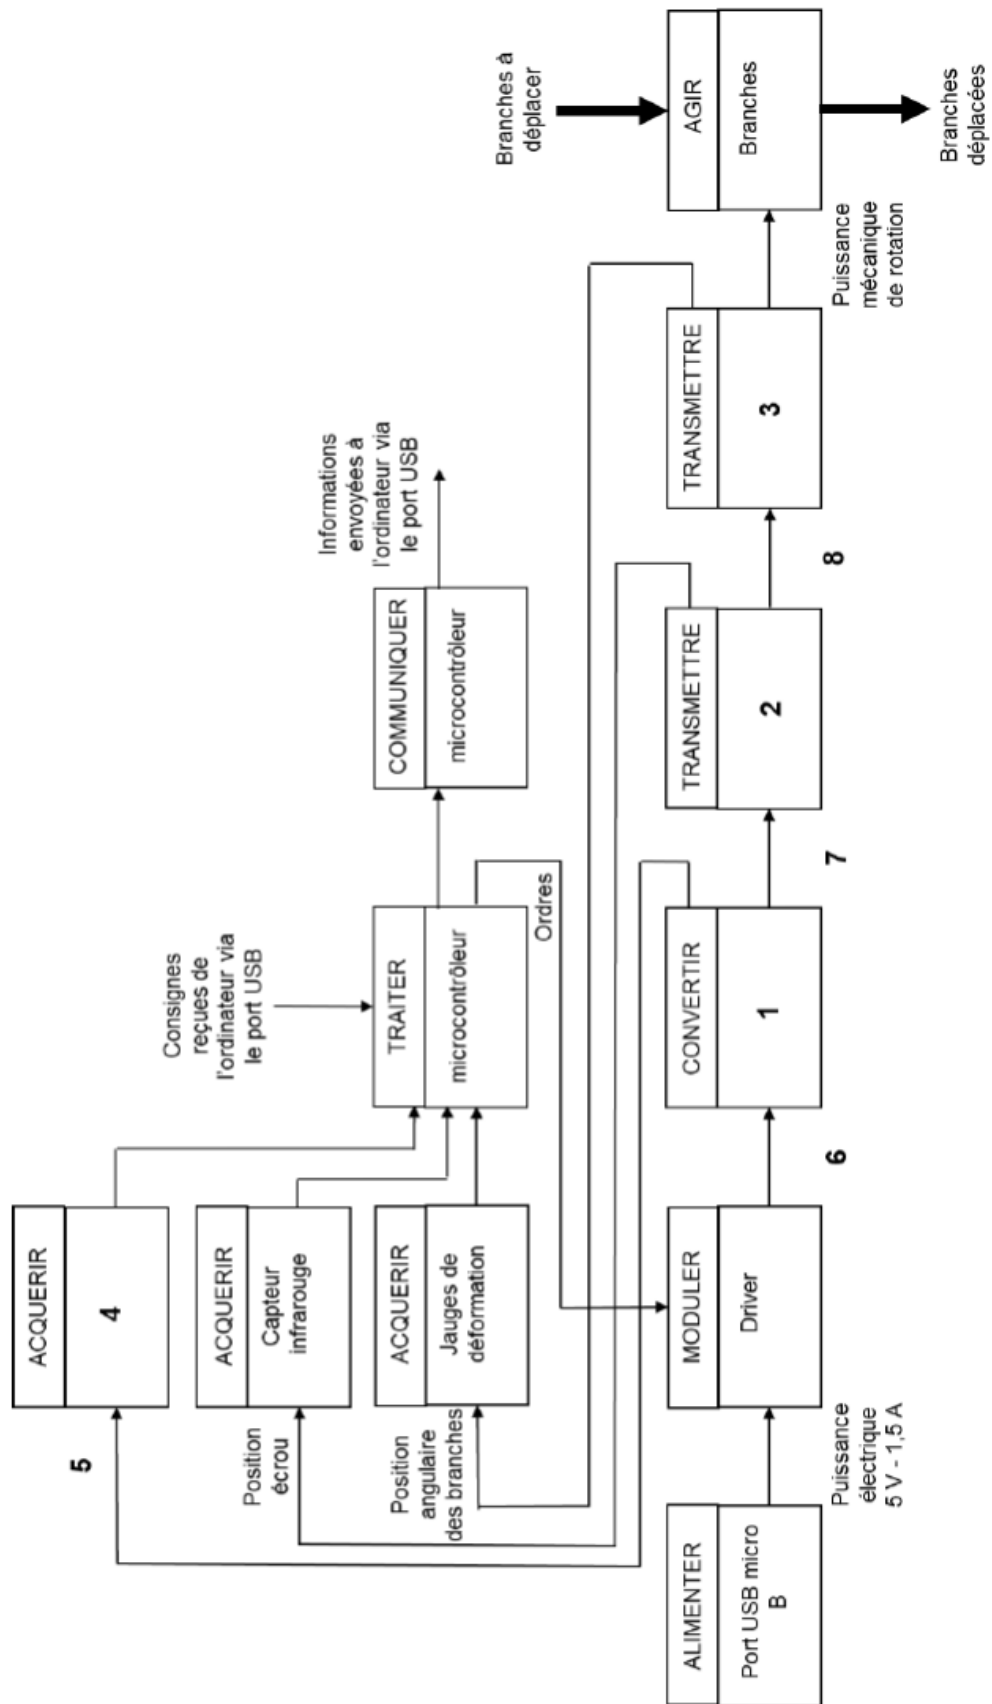 ACQUERIR
4
5
ACQUERIR
Capteur
infrarouge
Position
écrou
ACQUERIR
Jauges de
déformation
Position
angulaire
des branches
Consignes
reçues de
l'ordinateur via
le port USB
TRAITER
microcontrôleur
Ordres
COMMUNIQUER
microcontrôleur
Informations
envoyées à
l'ordinateur via
le port USB
ALIMENTER
Port USB micro
B
Puissance
électrique
5 V - 1,5 A
MODULER
Driver
6
CONVERTIR
1
7
TRANSMETTRE
2
8
TRANSMETTRE
3
Puissance
mécanique
de rotation
Branches à
déplacer
AGIR
Branches
Branches
déplacées